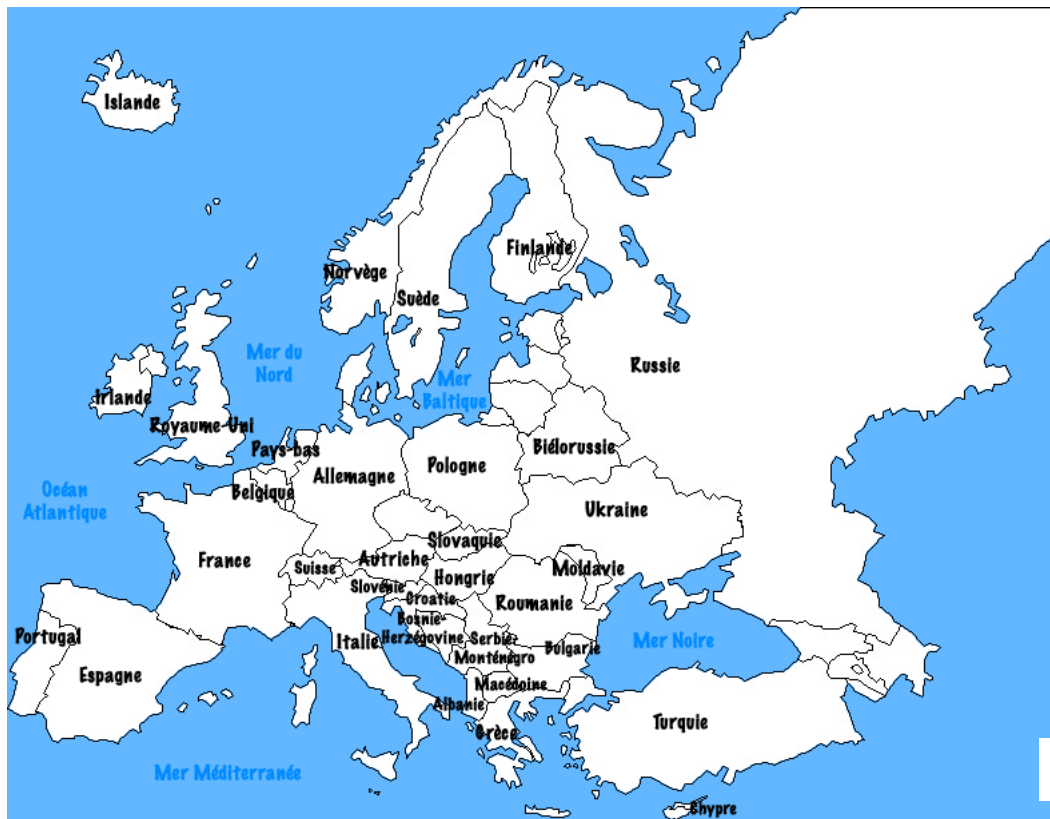 Islande
Finlande
Norvège
Suède
Mer du
Nord
Russie
Mer
Baltique
Irlande
Royaume-Uni
Biélorussie
Pays-bas
Pologne
Allemagne
Belgique
Océan
Atlantique
Ukraine
Slovaquie
France
Autriche
Suisse
Moldavie
Hongrie
Slovénie
Croatie
Roumanie
Bosnie-
Herzégovine
Serbie-
Monténégro
Portugal
Italie
Bulgarie
Mer Noire
Espagne
Macédoine
Albanie
Turquie
Grèce
Mer Méditerranée
Chypre